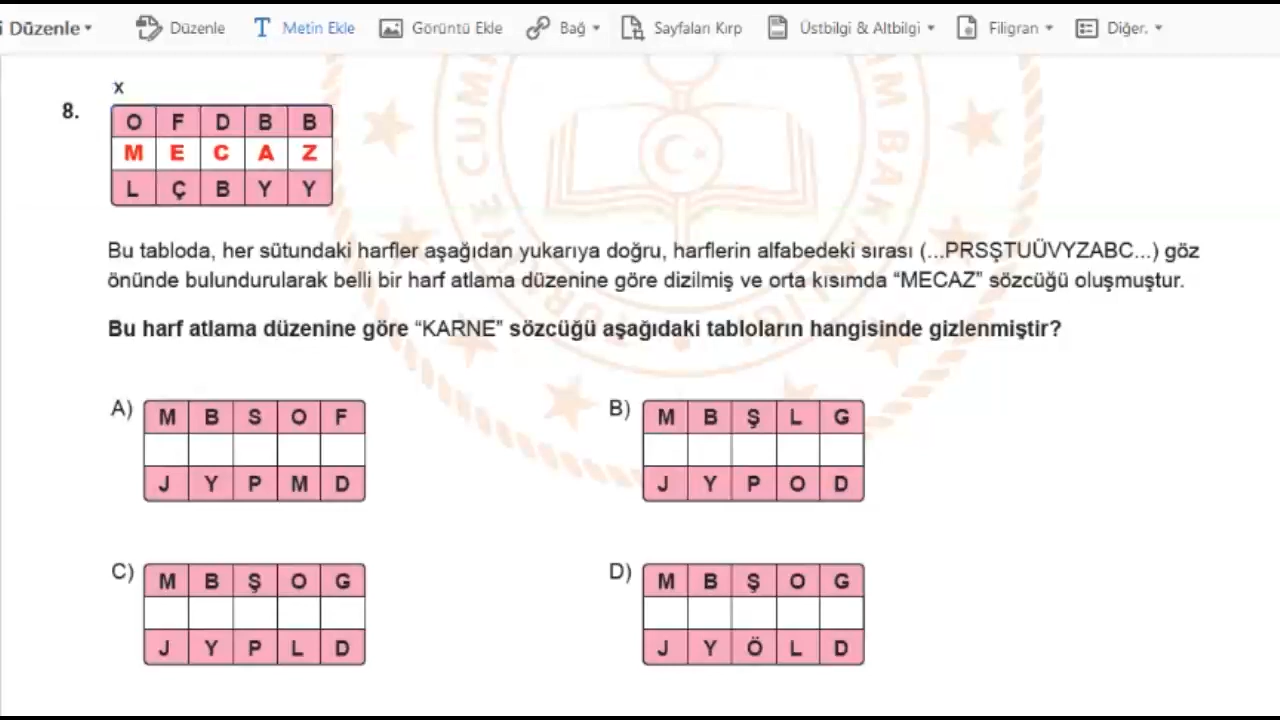 i Düzenle Düzenle Metin Ekle Görüntü Ekle Bağ Sayfaları Kırp Üstbilgi & Altbilgi Filigran Diğer.
x
8.
O F D B B
M E C A Z
L Ç B Y Y
Bu tabloda, her sütundaki harfler aşağıdan yukarıya doğru, harflerin alfabedeki sırası (...PRSŞTUÜVYZABC...) göz
önünde bulundurularak belli bir harf atlama düzenine göre dizilmiş ve orta kısımda “MECAZ” sözcüğü oluşmuştur.
Bu harf atlama düzenine göre “KARNE” sözcüğü aşağıdaki tabloların hangisinde gizlenmiştir?
A) M B S O F
J Y P M D
B) M B Ş L G
J Y P O D
C) M B Ş O G
J Y P L D
D) M B Ş O G
J Y Ö L D